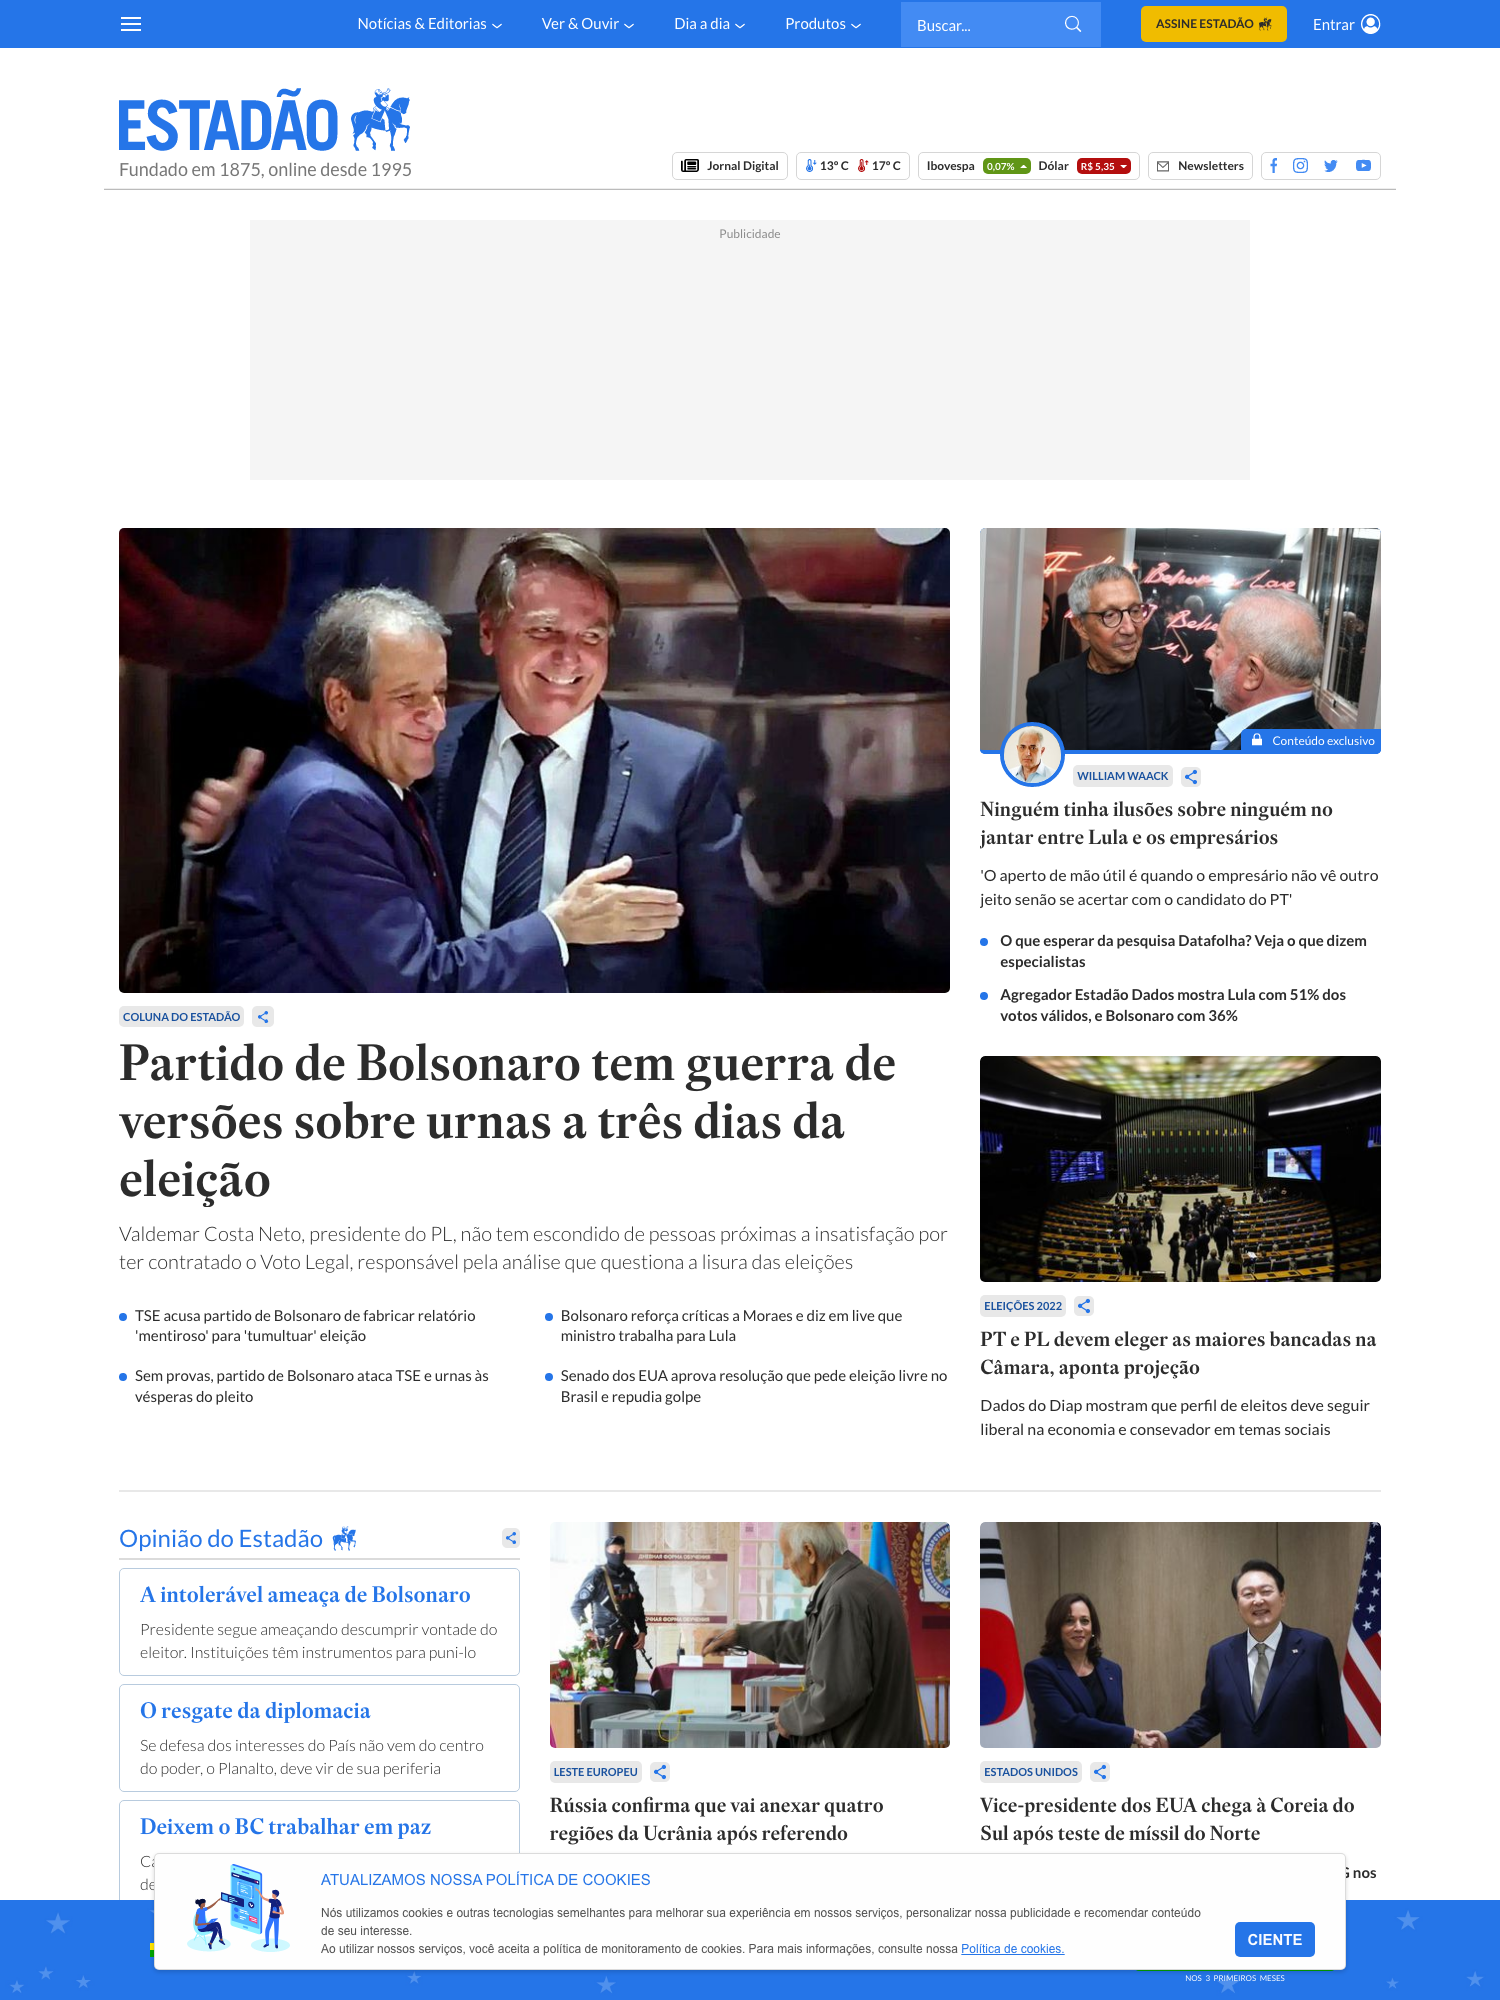 Notícias & Editorias
Ver & Ouvir
Dia a dia
Produtos
Buscar...
ASSINE ESTADÃO
Entrar
ESTADÃO
Fundado em 1875, online desde 1995
Jornal Digital
13º C
17º C
Ibovespa
0,07%
Dólar
R$ 5,35
Newsletters
Publicidade
COLUNA DO ESTADÃO
Partido de Bolsonaro tem guerra de
versões sobre urnas a três dias da
eleição
Valdemar Costa Neto, presidente do PL, não tem escondido de pessoas próximas a insatisfação por
ter contratado o Voto Legal, responsável pela análise que questiona a lisura das eleições
TSE acusa partido de Bolsonaro de fabricar relatório
'mentiroso' para 'tumultuar' eleição
Sem provas, partido de Bolsonaro ataca TSE e urnas às
vésperas do pleito
Bolsonaro reforça críticas a Moraes e diz em live que
ministro trabalha para Lula
Senado dos EUA aprova resolução que pede eleição livre no
Brasil e repudia golpe
Conteúdo exclusivo
WILLIAM WAACK
Ninguém tinha ilusões sobre ninguém no
jantar entre Lula e os empresários
'O aperto de mão útil é quando o empresário não vê outro
jeito senão se acertar com o candidato do PT'
O que esperar da pesquisa Datafolha? Veja o que dizem
especialistas
Agregador Estadão Dados mostra Lula com 51% dos
votos válidos, e Bolsonaro com 36%
ELEIÇÕES 2022
PT e PL devem eleger as maiores bancadas na
Câmara, aponta projeção
Dados do Diap mostram que perfil de eleitos deve seguir
liberal na economia e consevador em temas sociais
Opinião do Estadão
A intolerável ameaça de Bolsonaro
Presidente segue ameaçando descumprir vontade do
eleitor. Instituições têm instrumentos para puni-lo
O resgate da diplomacia
Se defesa dos interesses do País não vem do centro
do poder, o Planalto, deve vir de sua periferia
Deixem o BC trabalhar em paz
LESTE EUROPEU
Rússia confirma que vai anexar quatro
regiões da Ucrânia após referendo
ESTADOS UNIDOS
Vice-presidente dos EUA chega à Coreia do
Sul após teste de míssil do Norte
nos
ATUALIZAMOS NOSSA POLÍTICA DE COOKIES
Nós utilizamos cookies e outras tecnologias semelhantes para melhorar sua experiência em nossos serviços, personalizar nossa publicidade e recomendar conteúdo
de seu interesse.
Ao utilizar nossos serviços, você aceita a política de monitoramento de cookies. Para mais informações, consulte nossa Política de cookies.
CIENTE
NOS 3 PRIMEIROS MESES